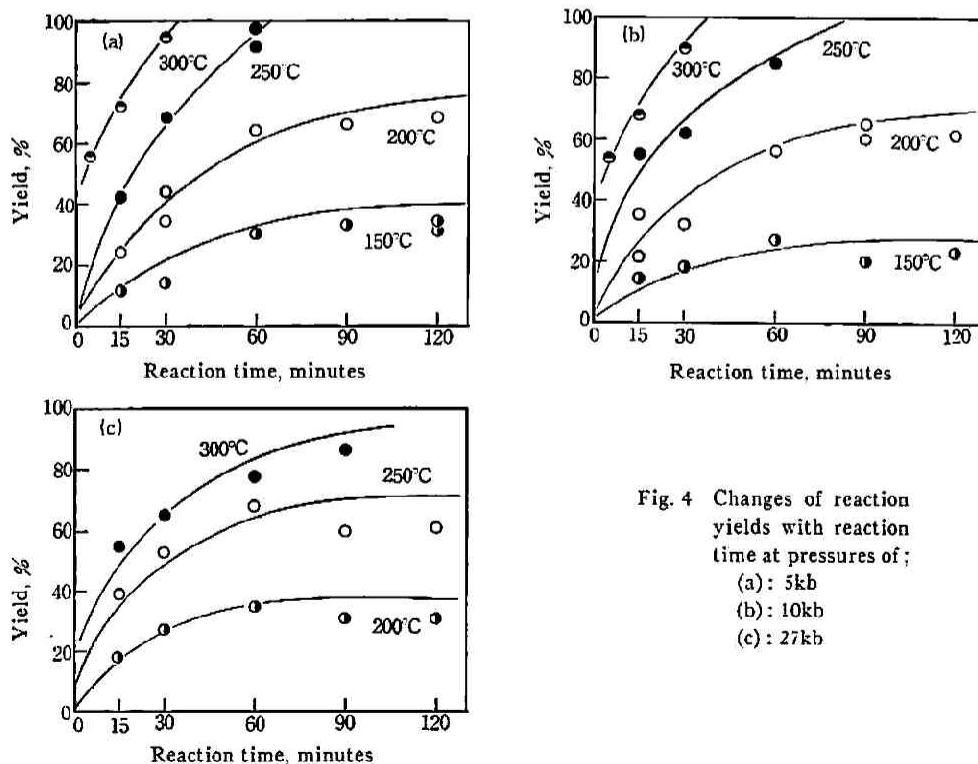 100
80
60
40
20
0
Yield, %
(a)
300°C
250°C
200°C
150°C
0 15 30 60 90 120
Reaction time, minutes
100
80
60
40
20
0
Yield, %
(b)
300°C
250°C
200°C
150°C
0 15 30 60 90 120
Reaction time, minutes
100
80
60
40
20
0
Yield, %
(c)
300°C
250°C
200°C
0 15 30 60 90 120
Reaction time, minutes
Fig. 4 Changes of reaction
yields with reaction
time at pressures of ;
(a) : 5kb
(b) : 10kb
(c) : 27kb